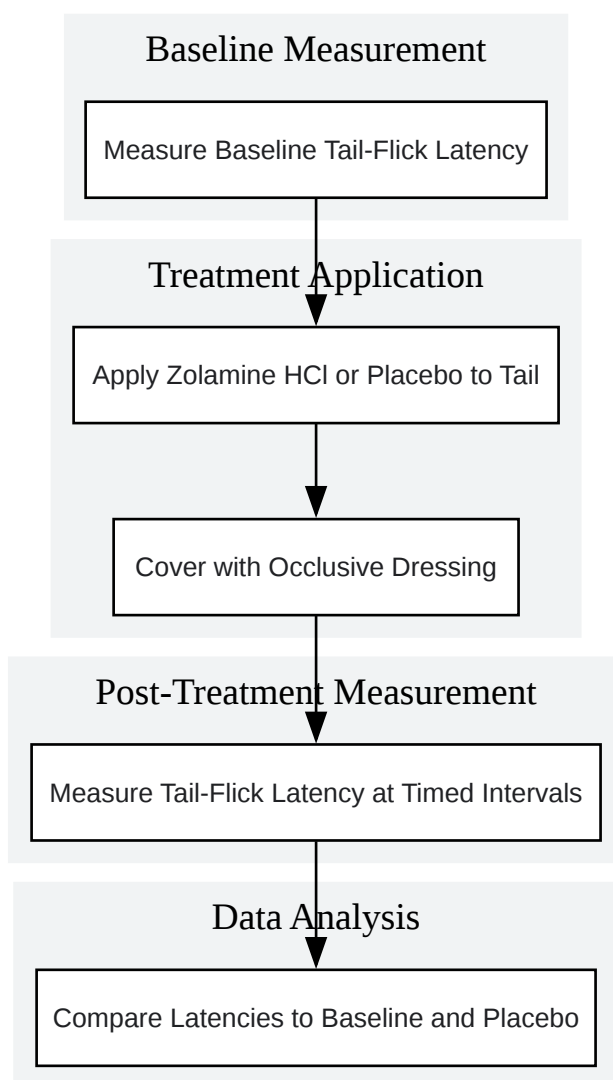 Baseline Measurement
Measure Baseline Tail-Flick Latency
Treatment Application
Apply Zolamine HCl or Placebo to Tail
Cover with Occlusive Dressing
Post-Treatment Measurement
Measure Tail-Flick Latency at Timed Intervals
Data Analysis
Compare Latencies to Baseline and Placebo